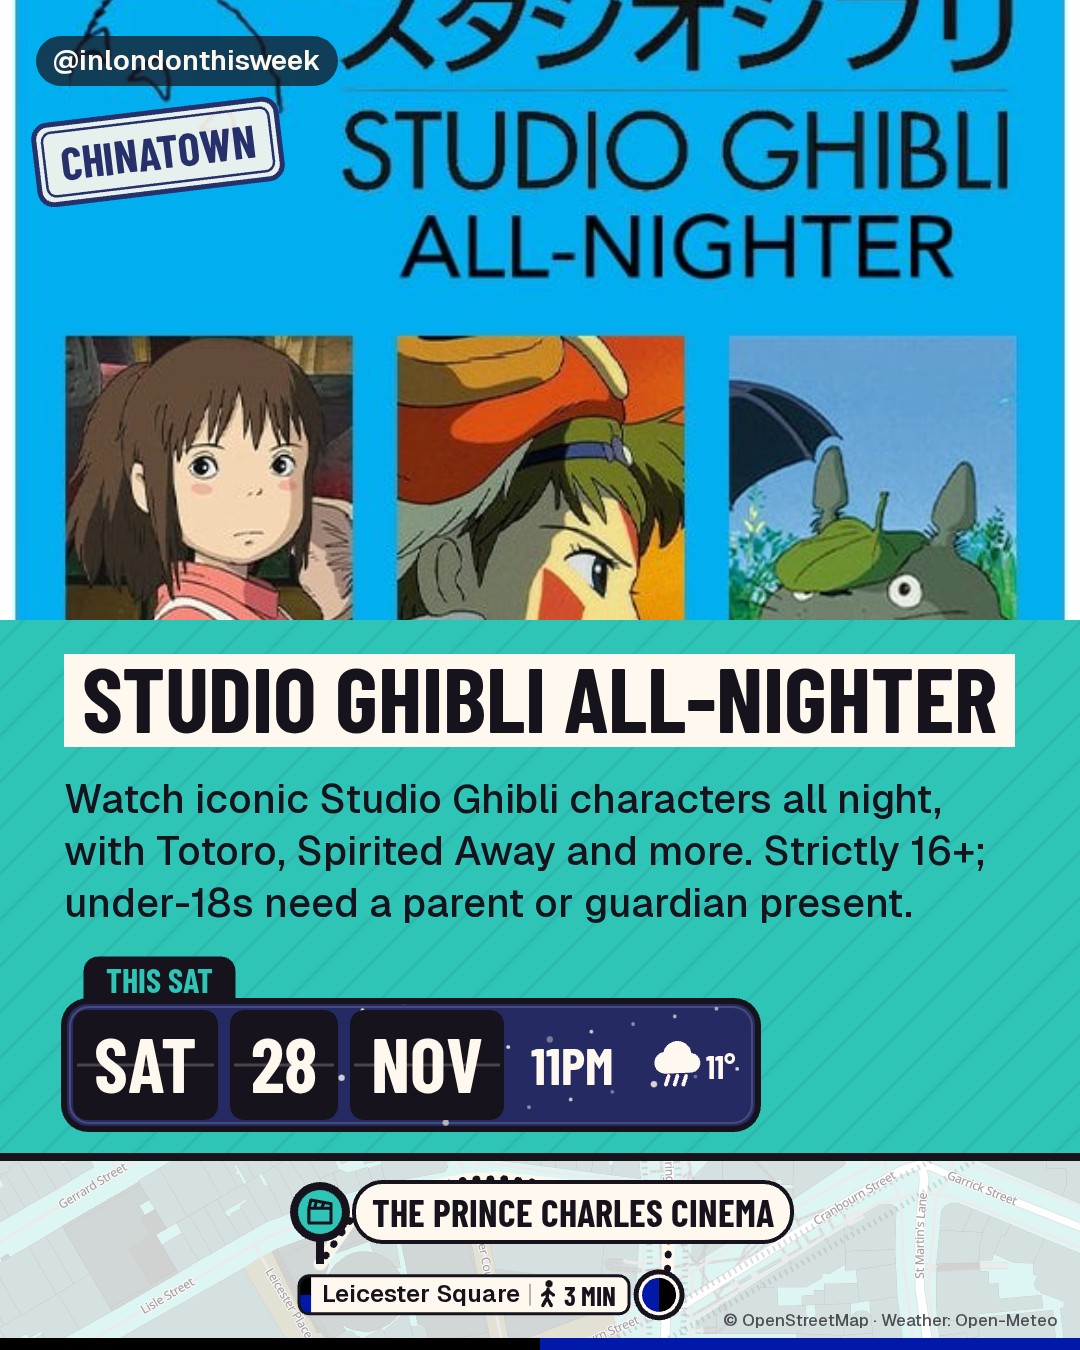 スタジオジブリ
@inlondonthisweek
CHINATOWN
STUDIO GHIBLI
ALL-NIGHTER
STUDIO GHIBLI ALL-NIGHTER
Watch iconic Studio Ghibli characters all night,
with Totoro, Spirited Away and more. Strictly 16+;
under-18s need a parent or guardian present.
THIS SAT
SAT 28 NOV 11PM 11°
Gerrard Street
THE PRINCE CHARLES CINEMA
Cranbourn Street
Garrick Street
St Martin's Lane
Lisle Street
Leicester Place
Leicester Square 3 MIN
© OpenStreetMap · Weather: Open-Meteo